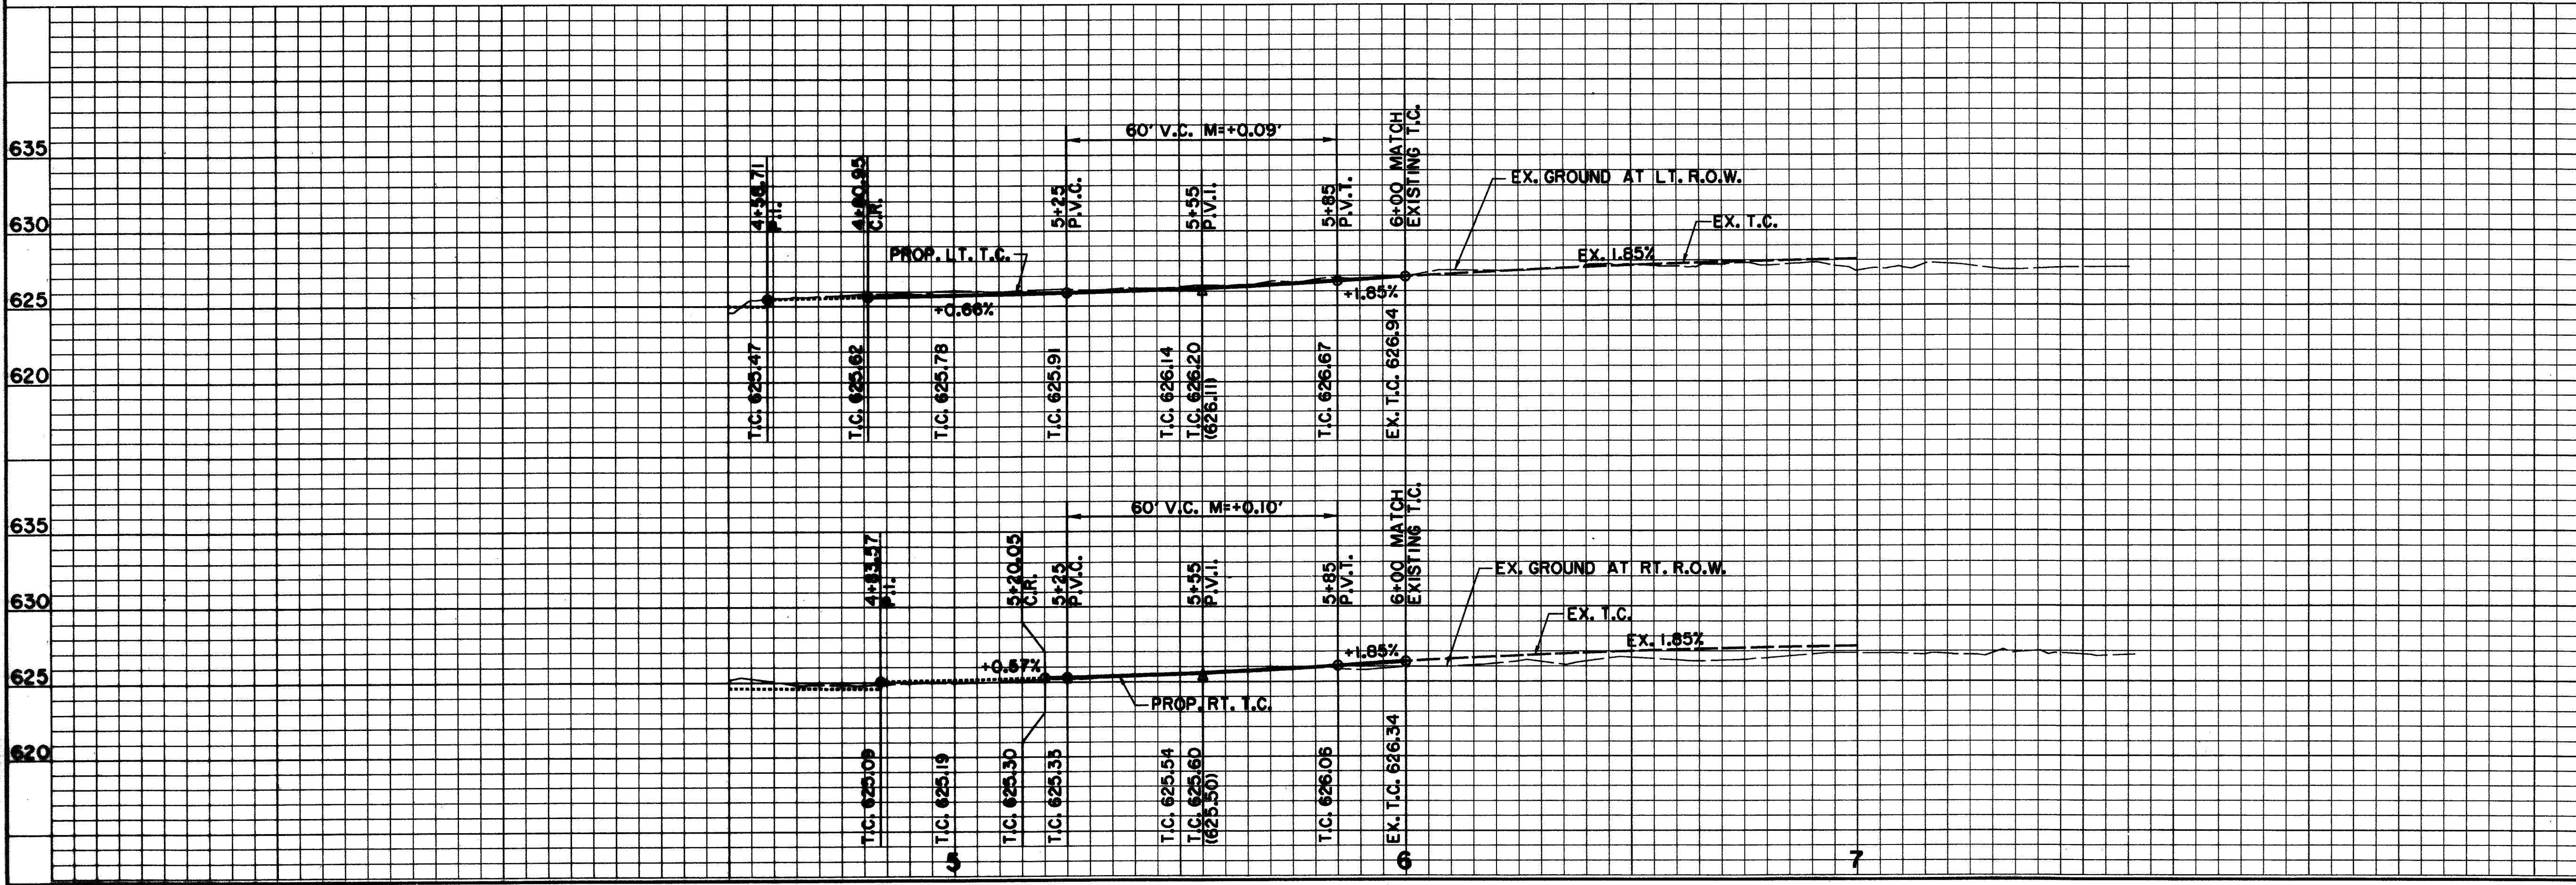 60' V.C. M=+0.09'
635
630
625
620
4+58.71
P.I.
4+80.95
C.R.
5+25
P.V.C.
5+55
P.V.I.
5+85
P.V.T.
6+00 MATCH
EXISTING T.C.
EX. GROUND AT LT. R.O.W.
EX. T.C.
EX. 1.85%
PROP. LT. T.C.
+0.66%
+1.85%
T.C. 625.47
T.C. 625.62
T.C. 625.78
T.C. 625.91
T.C. 626.14
T.C. 626.20
(626.11)
T.C. 626.67
EX. T.C. 626.94
60' V.C. M=+0.10'
635
630
625
620
4+83.57
P.I.
5+20.05
C.R.
5+25
P.V.C.
5+55
P.V.I.
5+85
P.V.T.
6+00 MATCH
EXISTING T.C.
EX. GROUND AT RT. R.O.W.
EX. T.C.
EX. 1.85%
+0.57%
+1.85%
PROP. RT. T.C.
T.C. 625.09
T.C. 625.19
T.C. 625.30
T.C. 625.33
T.C. 625.54
T.C. 625.60
(625.50)
T.C. 626.06
EX. T.C. 626.34
5
6
7